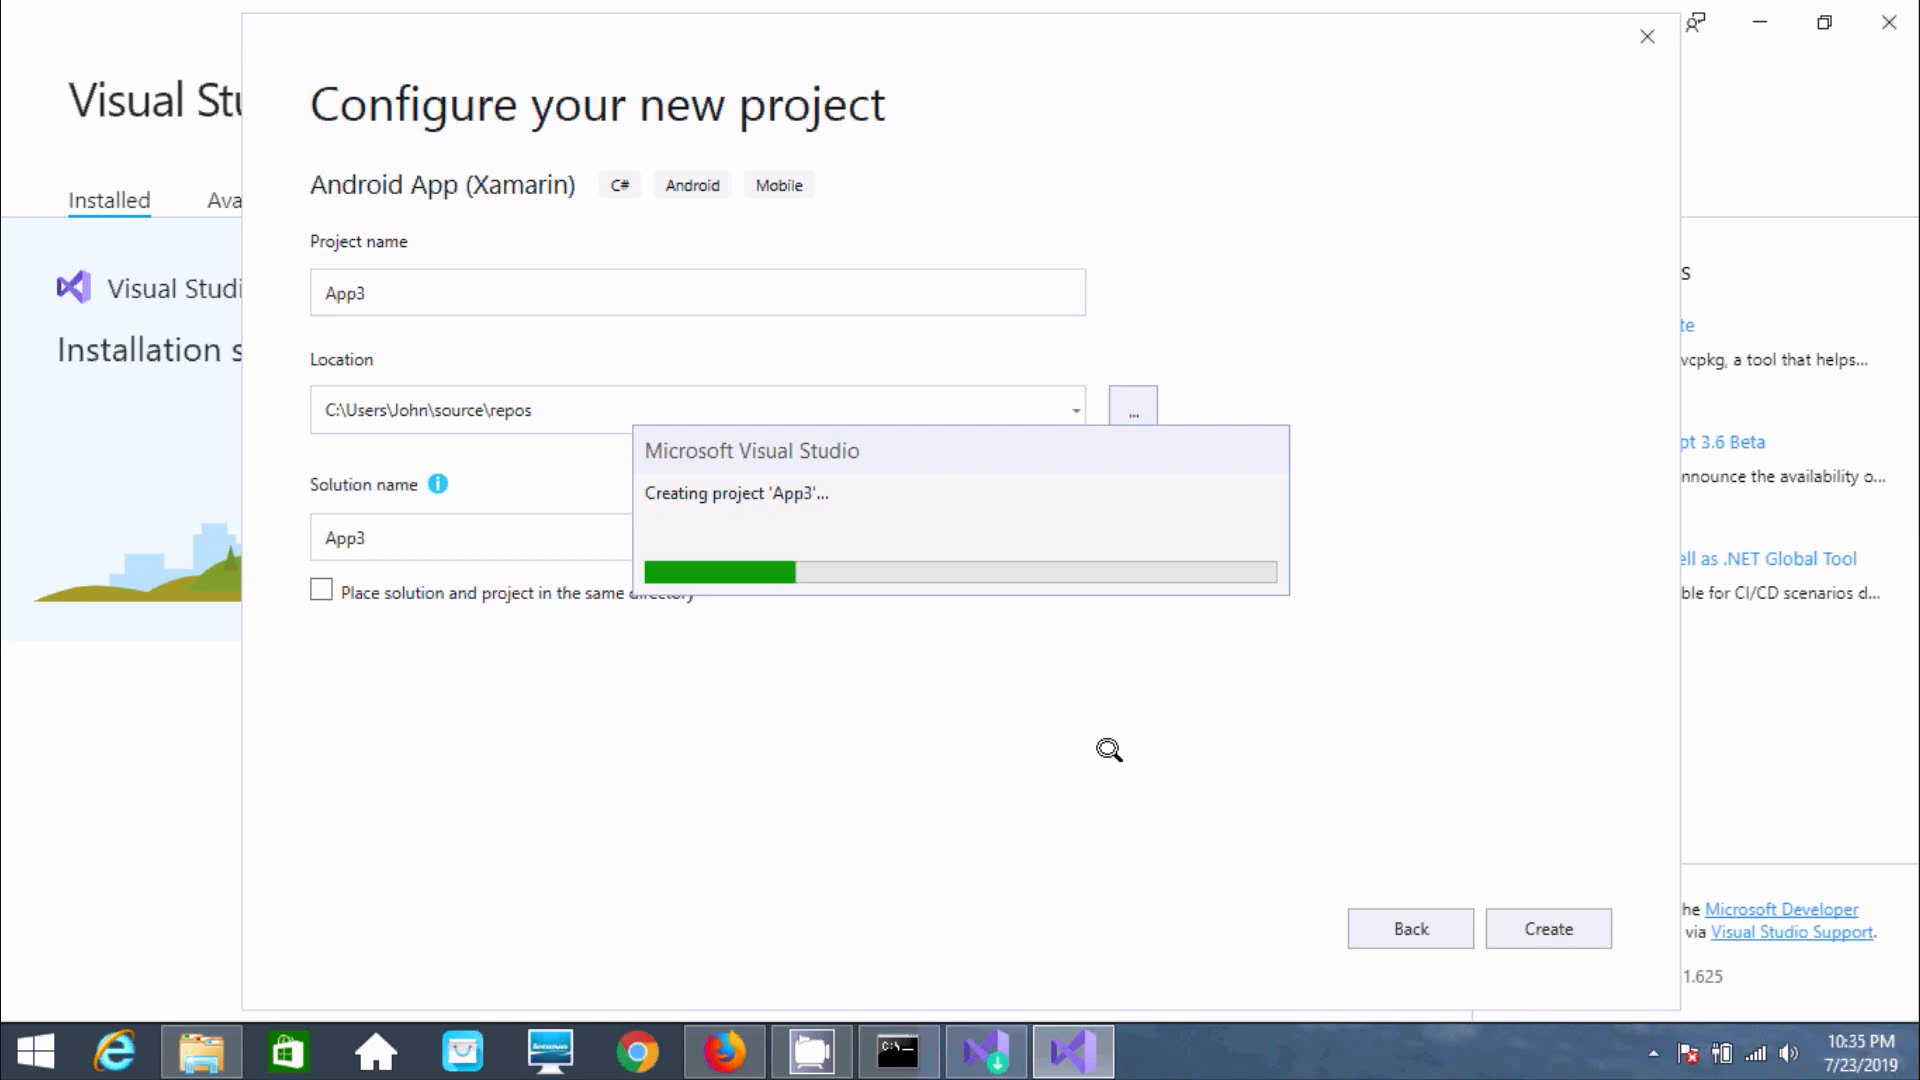 Visual Stu
Installed
Ava
Visual Studi
Installation s
Configure your new project
Android App (Xamarin)
C#
Android
Mobile
Project name
App3
Location
C:\Users\John\source\repos
...
Solution name
App3
Place solution and project in the same directory
Microsoft Visual Studio
Creating project 'App3'...
Back
Create
s
te
vcpkg, a tool that helps...
pt 3.6 Beta
nnounce the availability o...
ell as .NET Global Tool
ble for CI/CD scenarios d...
he Microsoft Developer
via Visual Studio Support.
1.625
C:\
10:35 PM
7/23/2019